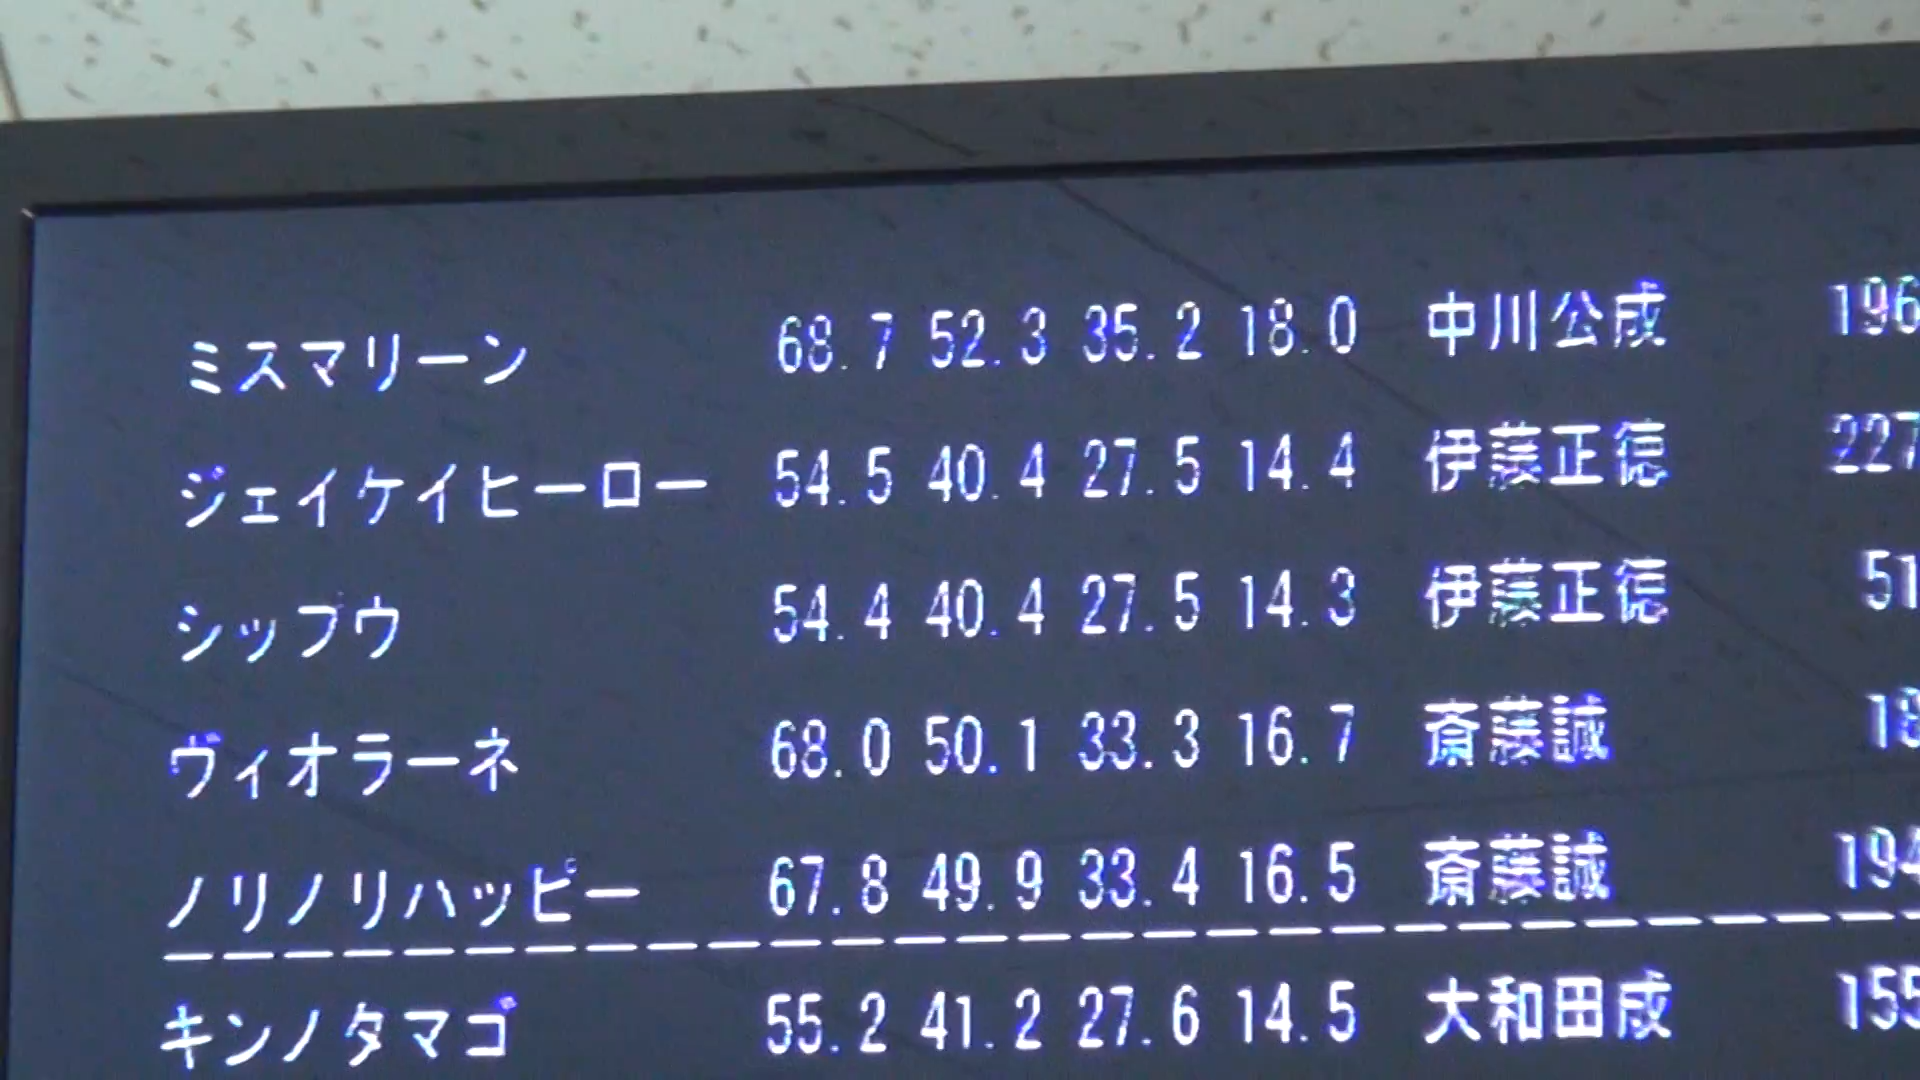 ミスマリーン 68.7 52.3 35.2 18.0 中川公成 196
ジェイケイヒーロー 54.5 40.4 27.5 14.4 伊藤正徳 227
シップウ 54.4 40.4 27.5 14.3 伊藤正徳 51
ヴィオラーネ 68.0 50.1 33.3 16.7 斎藤誠 18
ノリノリハッピー 67.8 49.9 33.4 16.5 斎藤誠 194
キンノタマゴ 55.2 41.2 27.6 14.5 大和田成 155